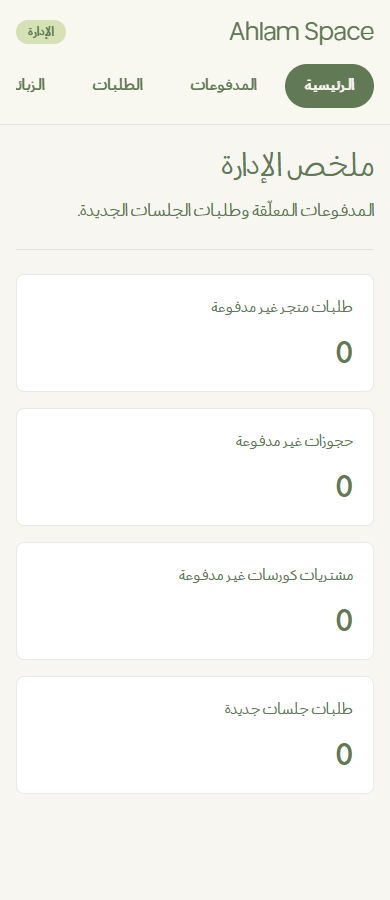 Ahlam Space
الإدارة
الرئيسية
المدفوعات
الطلبات
ملخص الإدارة
المدفوعات المعلّقة وطلبات الجلسات الجديدة.
طلبات متجر غير مدفوعة
0
حجوزات غير مدفوعة
0
مشتريات كورسات غير مدفوعة
0
طلبات جلسات جديدة
0